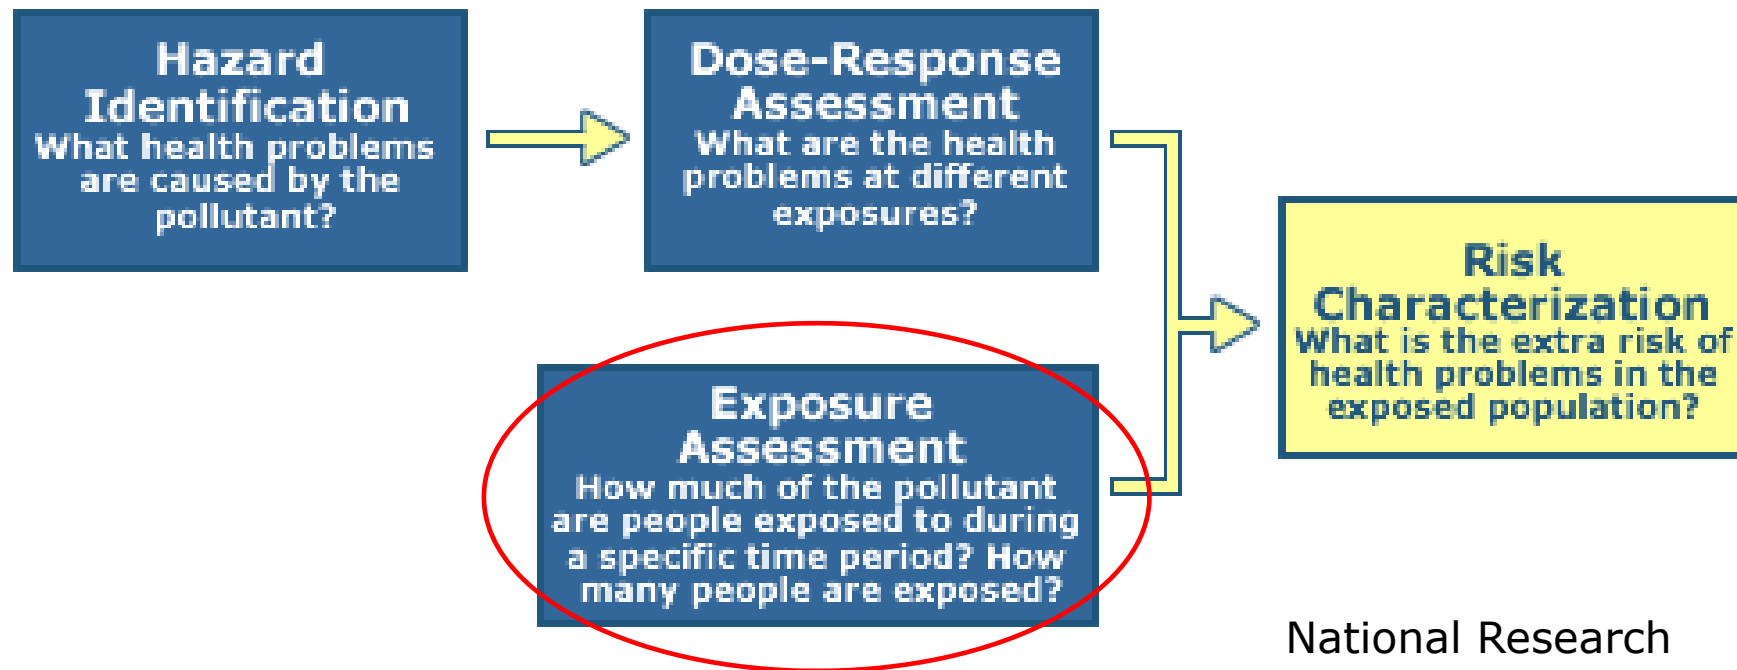 Hazard
Identification
What health problems
are caused by the
pollutant?
Dose-Response
Assessment
What are the health
problems at different
exposures?
Exposure
Assessment
How much of the pollutant
are people exposed to during
a specific time period? How
many people are exposed?
Risk
Characterization
What is the extra risk of
health problems in the
exposed population?
National Research